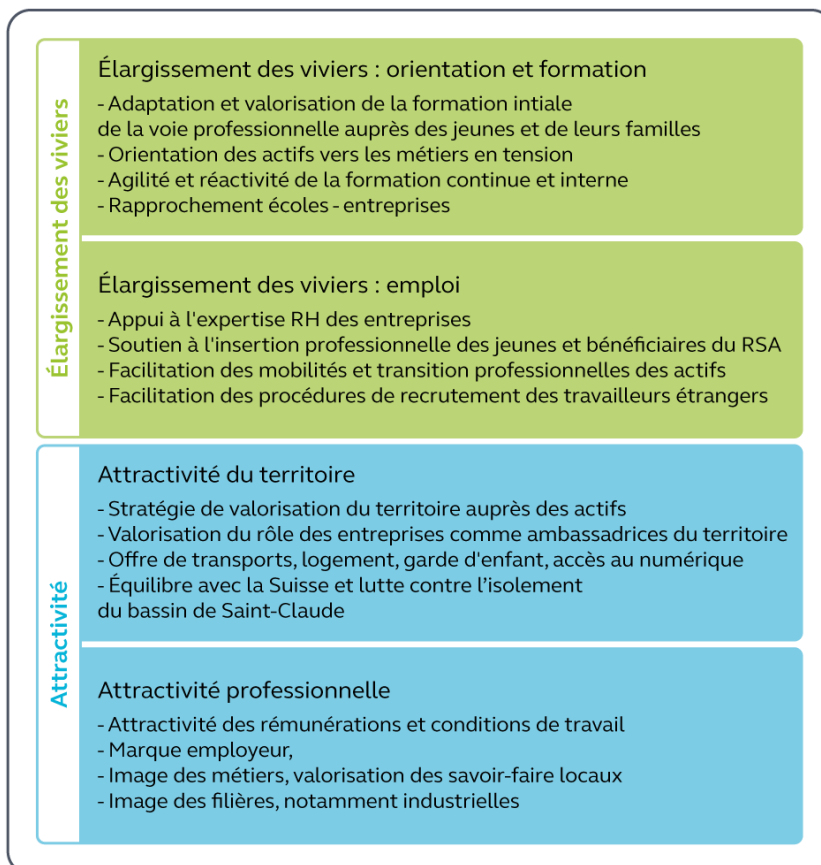 Élargissement des viviers
Élargissement des viviers : orientation et formation
- Adaptation et valorisation de la formation intiale
de la voie professionnelle auprès des jeunes et de leurs familles
- Orientation des actifs vers les métiers en tension
- Agilité et réactivité de la formation continue et interne
- Rapprochement écoles - entreprises
Élargissement des viviers : emploi
- Appui à l'expertise RH des entreprises
- Soutien à l'insertion professionnelle des jeunes et bénéficiaires du RSA
- Facilitation des mobilités et transition professionnelles des actifs
- Facilitation des procédures de recrutement des travailleurs étrangers
Attractivité
Attractivité du territoire
- Stratégie de valorisation du territoire auprès des actifs
- Valorisation du rôle des entreprises comme ambassadrices du territoire
- Offre de transports, logement, garde d'enfant, accès au numérique
- Équilibre avec la Suisse et lutte contre l’isolement
du bassin de Saint-Claude
Attractivité professionnelle
- Attractivité des rémunérations et conditions de travail
- Marque employeur,
- Image des métiers, valorisation des savoir-faire locaux
- Image des filières, notamment industrielles